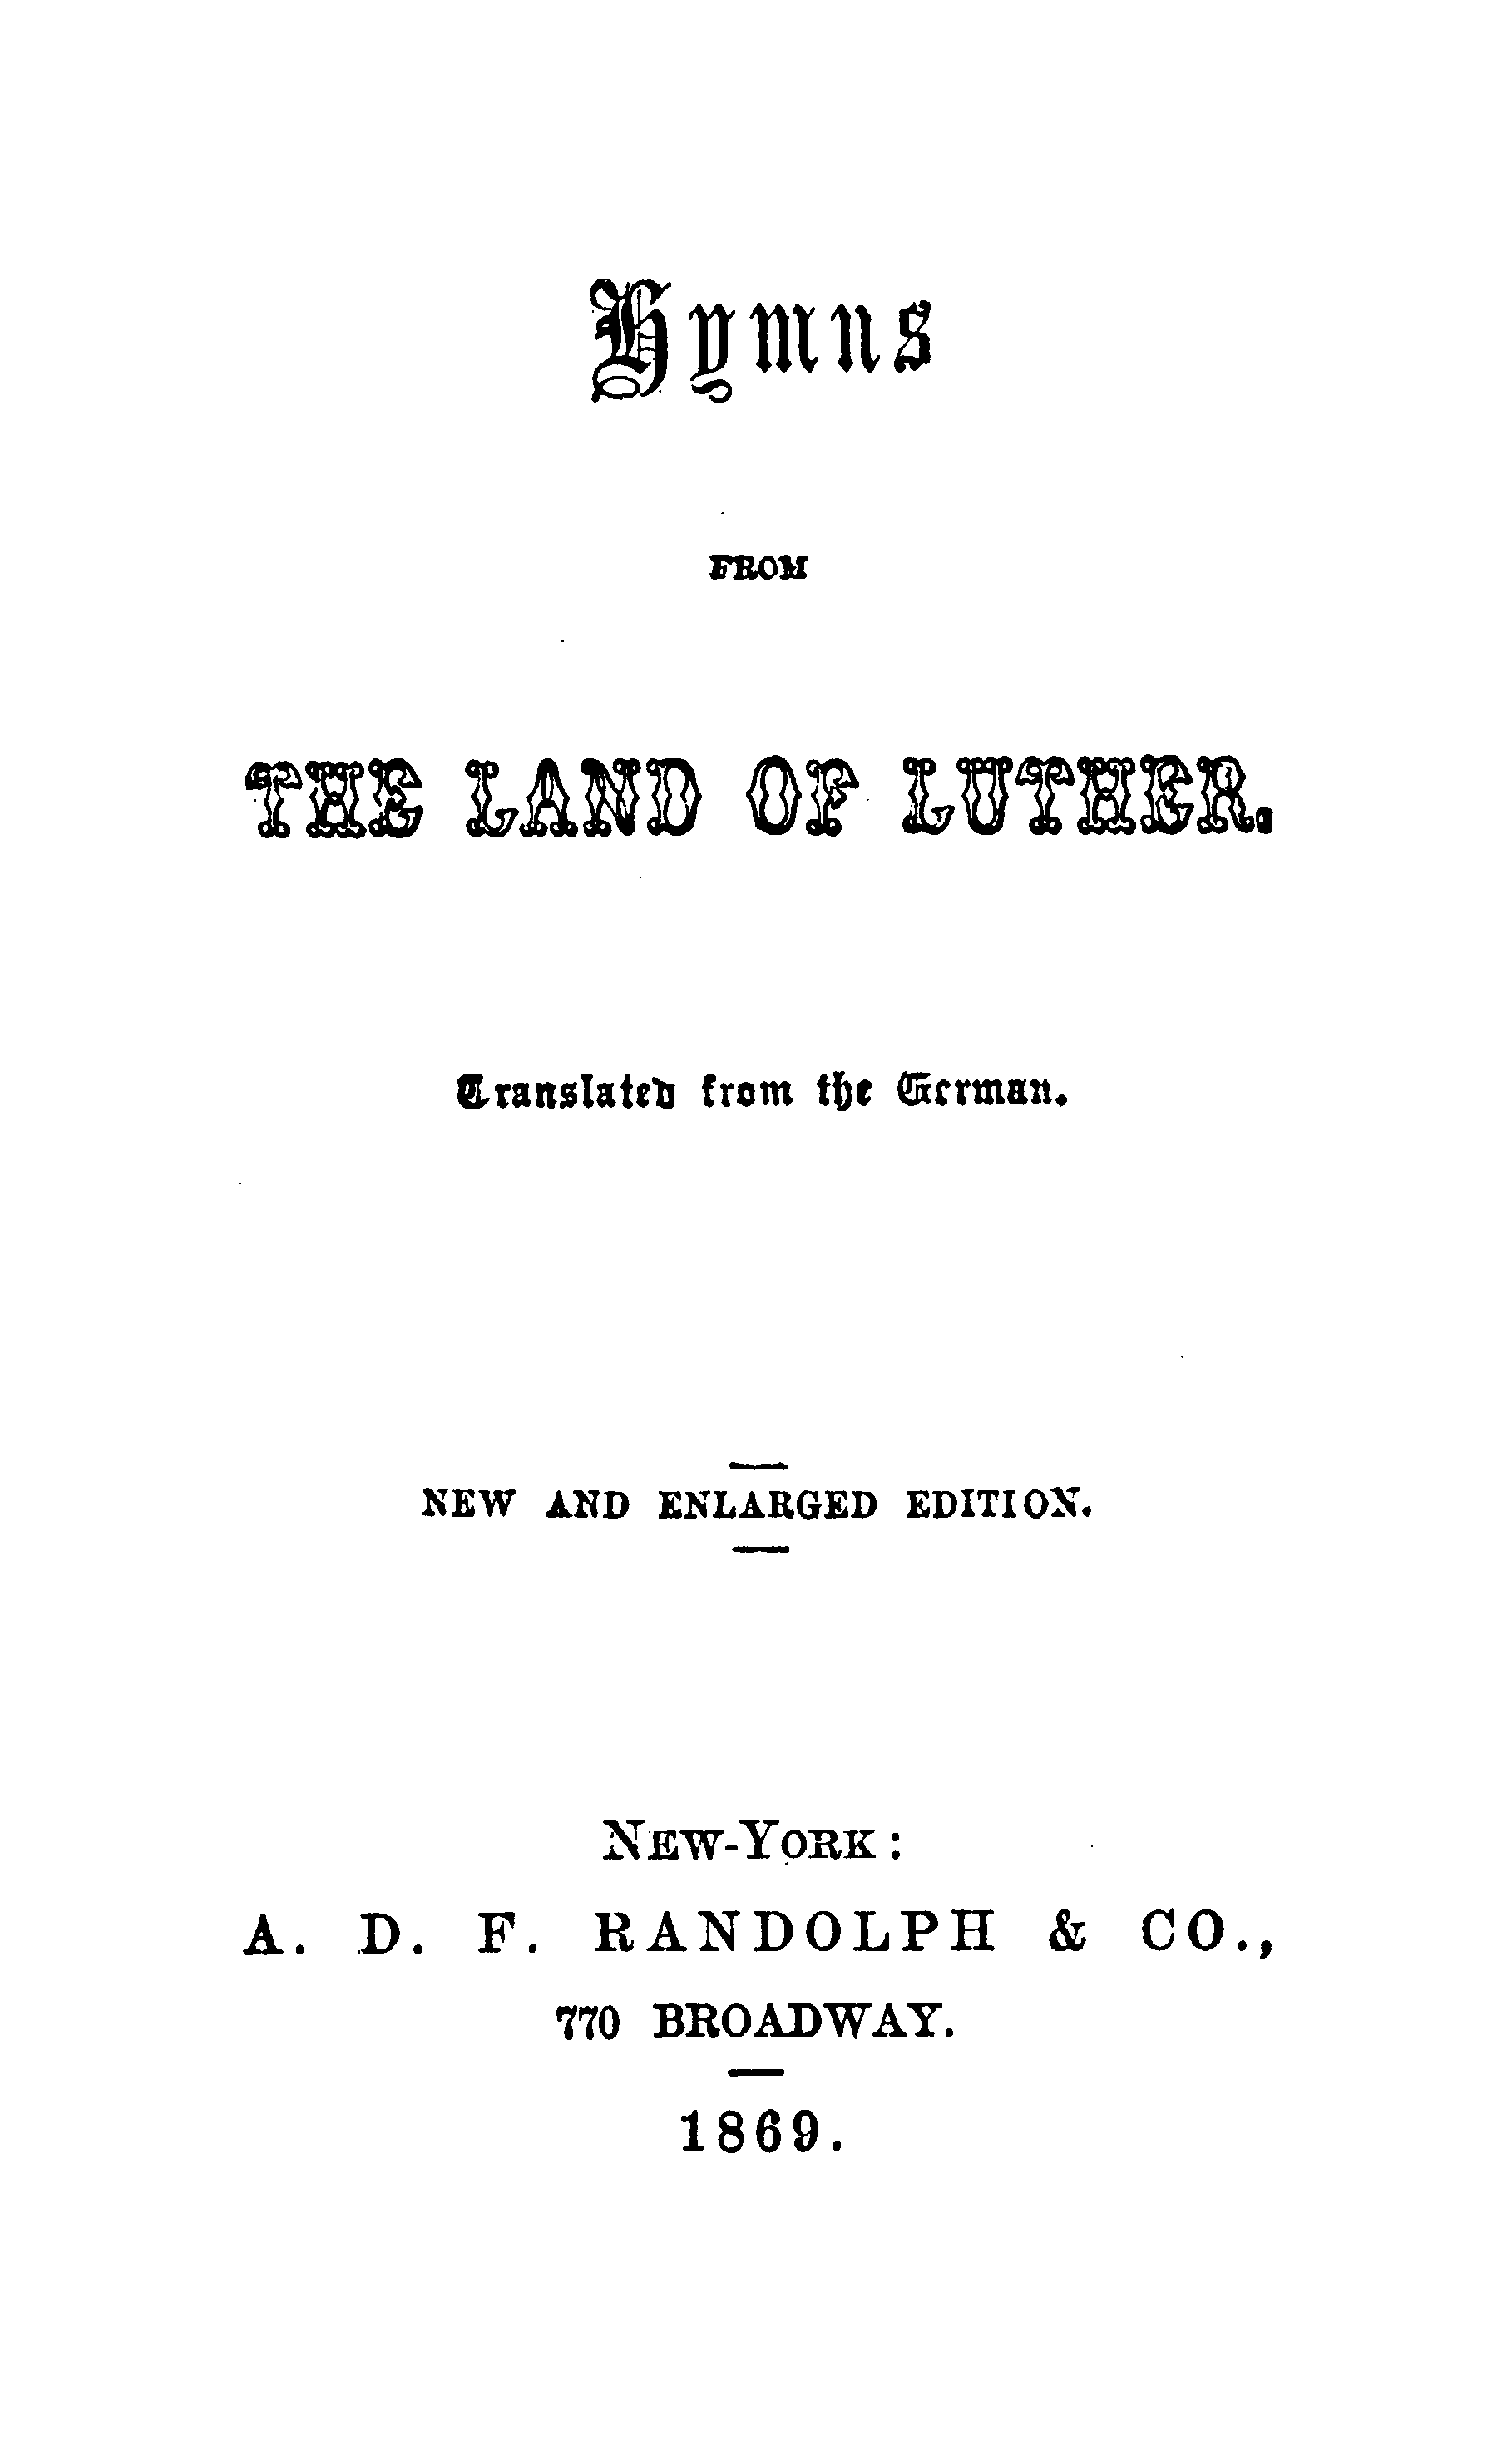 Hymns
FROM
THE LAND OF LUTHER.
Translated from the German.
NEW AND ENLARGED EDITION.
NEW-YORK:
A. D. F. RANDOLPH & CO.,
770 BROADWAY.
1869.